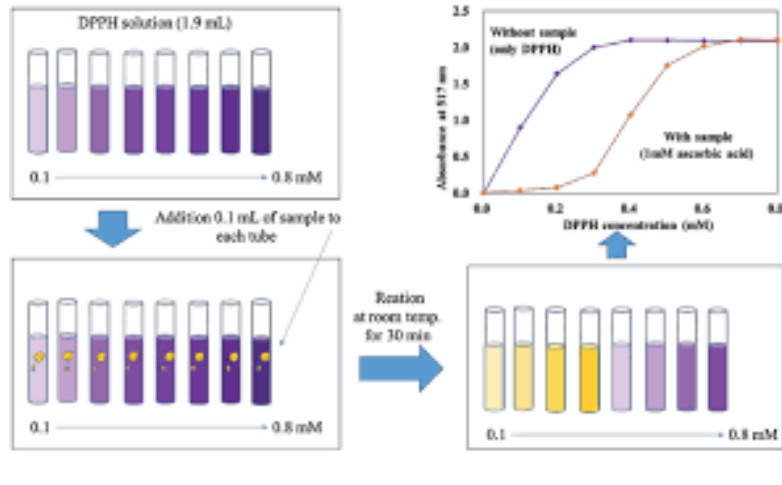 DPPH solution (1.9 mL)
0.1
0.8 mM
Addition 0.1 mL of sample to
each tube
0.1
0.8 mM
Reation
at room temp.
for 30 min
0.1
0.8 mM
2.5
2.0
1.5
1.0
0.5
0.0
Absorbance at 517 nm
Without sample
(only DPPH)
With sample
(1mM ascorbic acid)
0.0 0.2 0.4 0.6 0.8
DPPH concentration (mM)